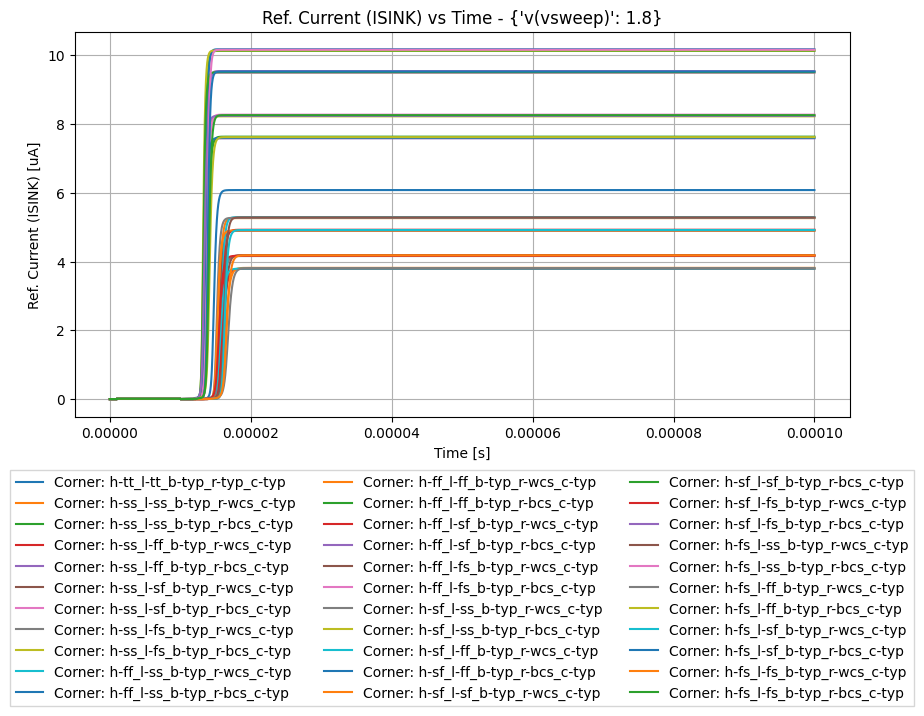 Ref. Current (ISINK) vs Time - {'v(vsweep)': 1.8}
10
8
6
4
2
0
Ref. Current (ISINK) [uA]
0.00000 0.00002 0.00004 0.00006 0.00008 0.00010
Time [s]
Corner: h-tt_l-tt_b-typ_r-typ_c-typ
Corner: h-ss_l-ss_b-typ_r-wcs_c-typ
Corner: h-ss_l-ss_b-typ_r-bcs_c-typ
Corner: h-ss_l-ff_b-typ_r-wcs_c-typ
Corner: h-ss_l-ff_b-typ_r-bcs_c-typ
Corner: h-ss_l-sf_b-typ_r-wcs_c-typ
Corner: h-ss_l-sf_b-typ_r-bcs_c-typ
Corner: h-ss_l-fs_b-typ_r-wcs_c-typ
Corner: h-ss_l-fs_b-typ_r-bcs_c-typ
Corner: h-ff_l-ss_b-typ_r-wcs_c-typ
Corner: h-ff_l-ss_b-typ_r-bcs_c-typ
Corner: h-ff_l-ff_b-typ_r-wcs_c-typ
Corner: h-ff_l-ff_b-typ_r-bcs_c-typ
Corner: h-ff_l-sf_b-typ_r-wcs_c-typ
Corner: h-ff_l-sf_b-typ_r-bcs_c-typ
Corner: h-ff_l-fs_b-typ_r-wcs_c-typ
Corner: h-ff_l-fs_b-typ_r-bcs_c-typ
Corner: h-sf_l-ss_b-typ_r-wcs_c-typ
Corner: h-sf_l-ss_b-typ_r-bcs_c-typ
Corner: h-sf_l-ff_b-typ_r-wcs_c-typ
Corner: h-sf_l-ff_b-typ_r-bcs_c-typ
Corner: h-sf_l-sf_b-typ_r-wcs_c-typ
Corner: h-sf_l-sf_b-typ_r-bcs_c-typ
Corner: h-sf_l-fs_b-typ_r-wcs_c-typ
Corner: h-sf_l-fs_b-typ_r-bcs_c-typ
Corner: h-fs_l-ss_b-typ_r-wcs_c-typ
Corner: h-fs_l-ss_b-typ_r-bcs_c-typ
Corner: h-fs_l-ff_b-typ_r-wcs_c-typ
Corner: h-fs_l-ff_b-typ_r-bcs_c-typ
Corner: h-fs_l-sf_b-typ_r-wcs_c-typ
Corner: h-fs_l-sf_b-typ_r-bcs_c-typ
Corner: h-fs_l-fs_b-typ_r-wcs_c-typ
Corner: h-fs_l-fs_b-typ_r-bcs_c-typ